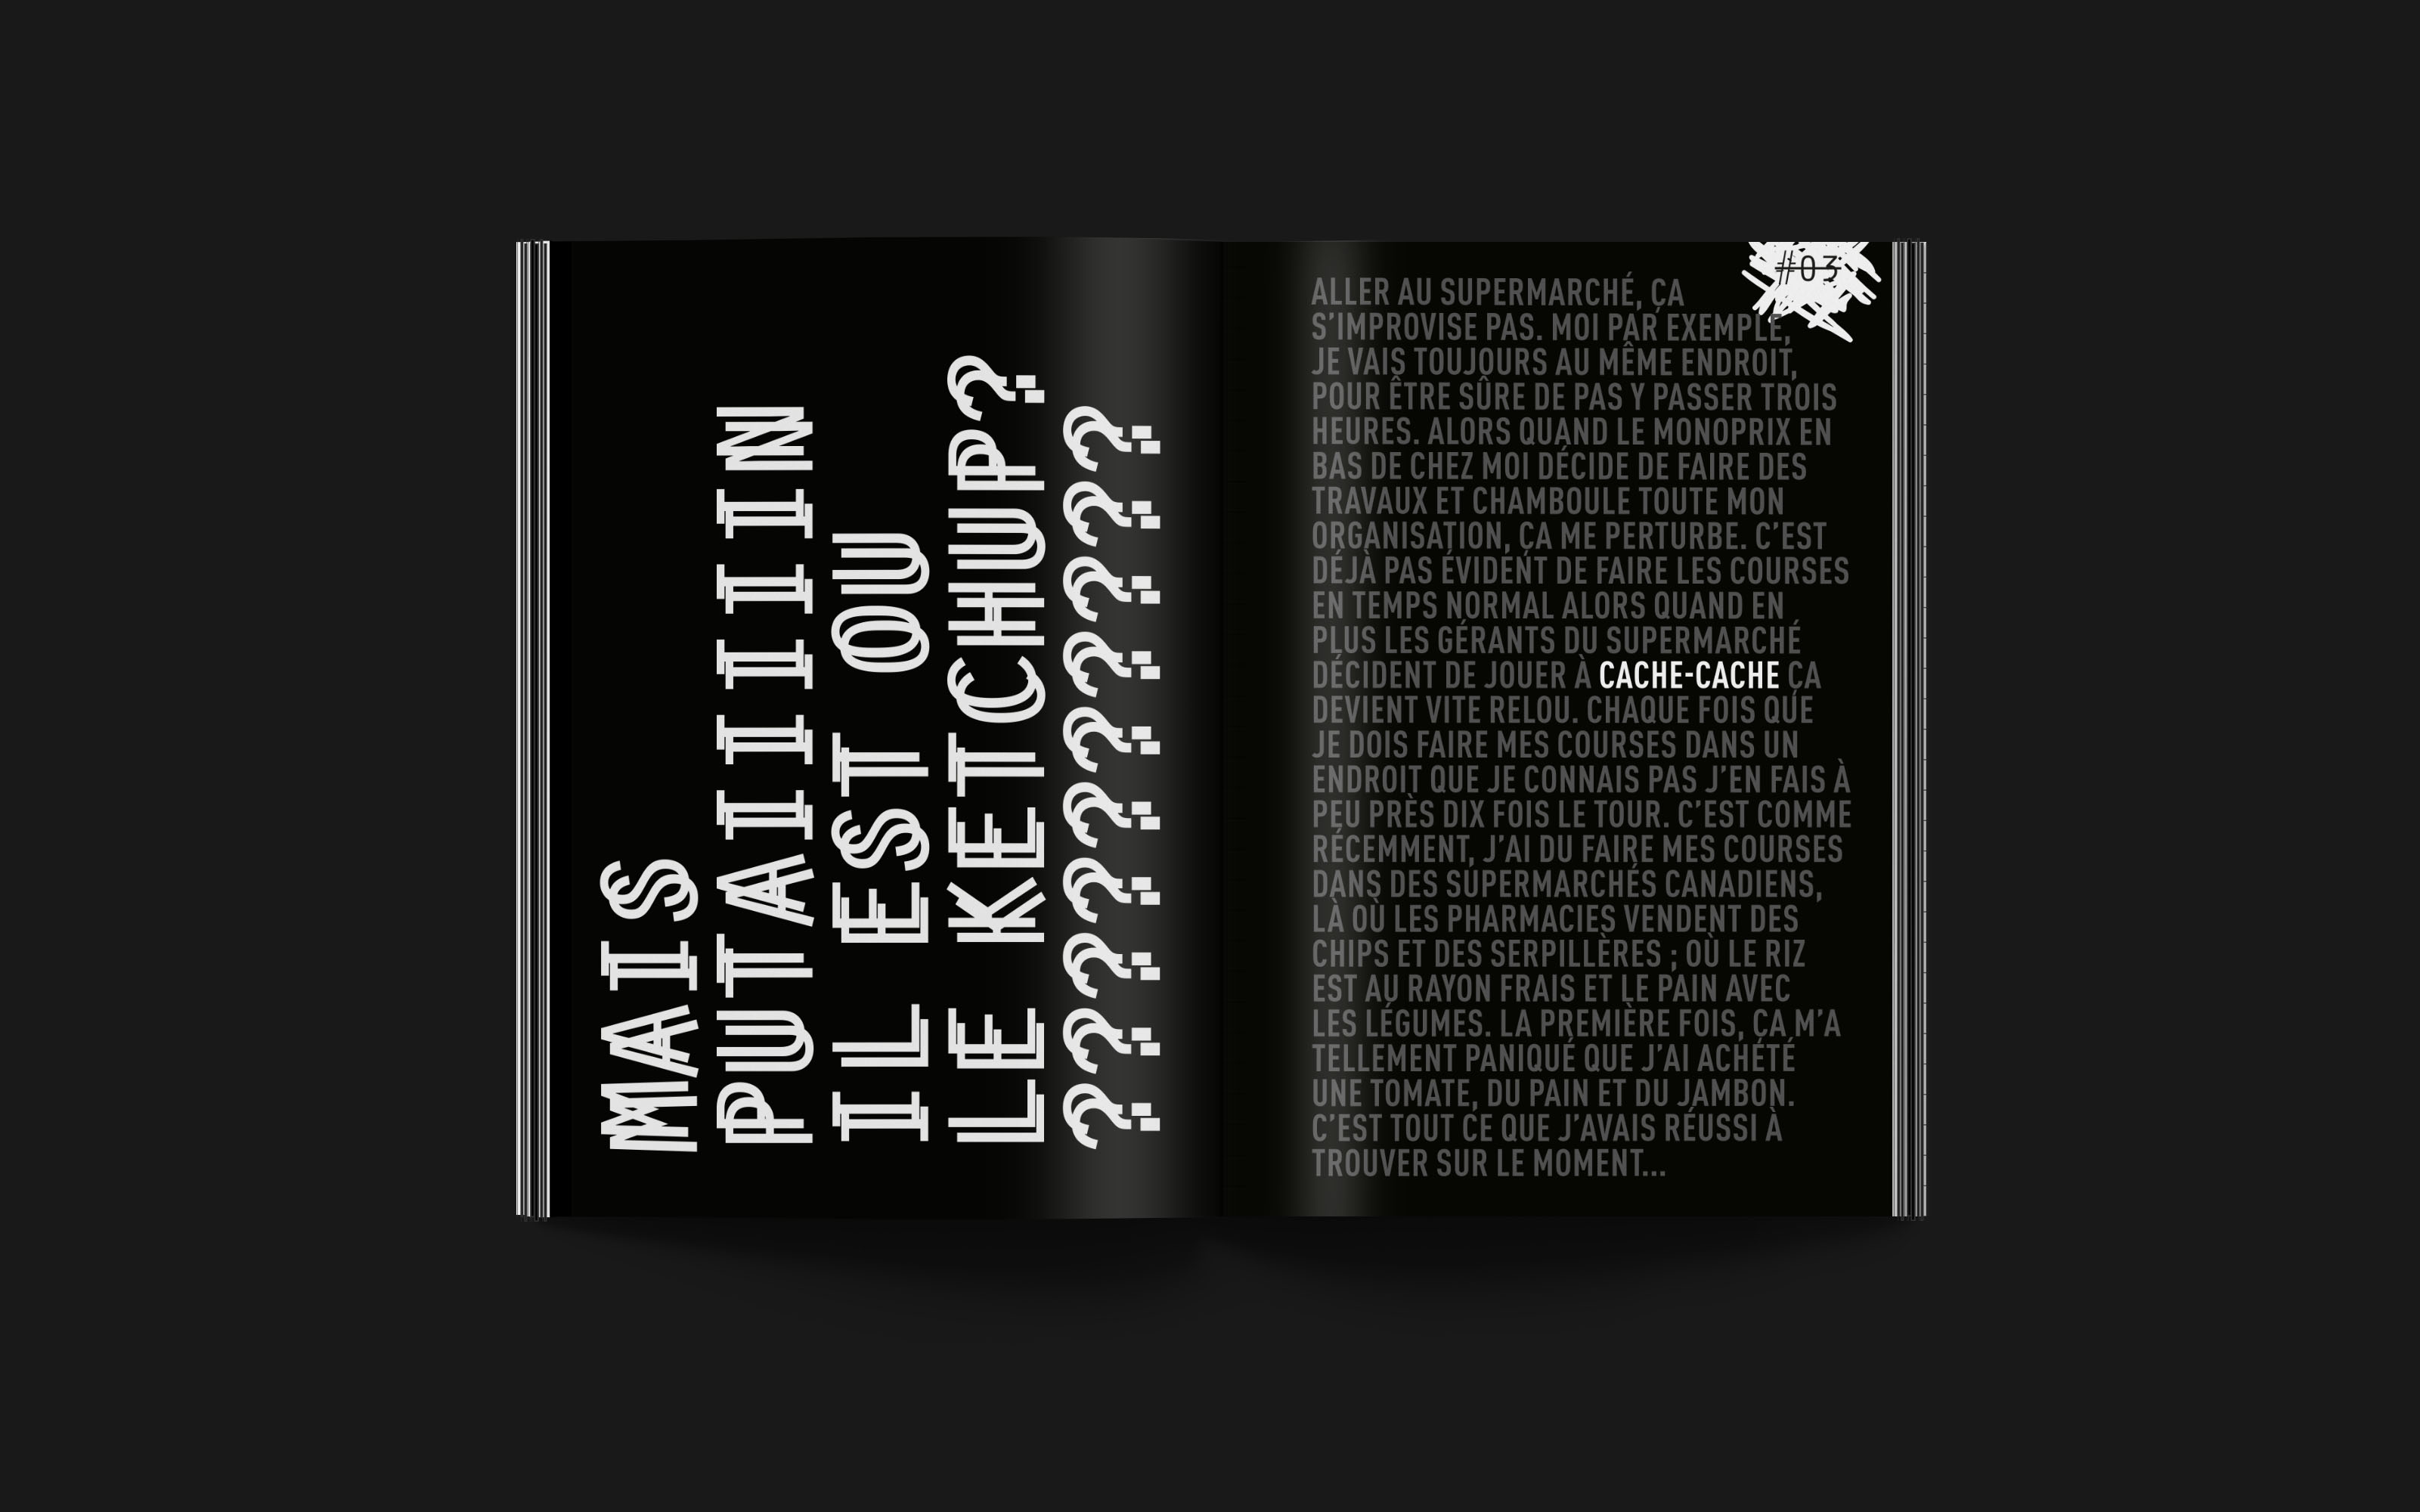 MAIS
PUTAIIIIIN
IL EST OU
LE KETCHUP?
??????????
#03
ALLER AU SUPERMARCHÉ, ÇA
S'IMPROVISE PAS. MOI PAR EXEMPLE,
JE VAIS TOUJOURS AU MÊME ENDROIT,
POUR ÊTRE SÛRE DE PAS Y PASSER TROIS
HEURES. ALORS QUAND LE MONOPRIX EN
BAS DE CHEZ MOI DÉCIDE DE FAIRE DES
TRAVAUX ET CHAMBOULE TOUTE MON
ORGANISATION, ÇA ME PERTURBE. C'EST
DÉJÀ PAS ÉVIDENT DE FAIRE LES COURSES
EN TEMPS NORMAL ALORS QUAND EN
PLUS LES GÉRANTS DU SUPERMARCHÉ
DÉCIDENT DE JOUER À CACHE-CACHE ÇA
DEVIENT VITE RELOU. CHAQUE FOIS QUE
JE DOIS FAIRE MES COURSES DANS UN
ENDROIT QUE JE CONNAIS PAS J'EN FAIS À
PEU PRÈS DIX FOIS LE TOUR. C'EST COMME
RÉCEMMENT, J'AI DU FAIRE MES COURSES
DANS DES SUPERMARCHÉS CANADIENS,
LÀ OÙ LES PHARMACIES VENDENT DES
CHIPS ET DES SERPILLÈRES ; OÙ LE RIZ
EST AU RAYON FRAIS ET LE PAIN AVEC
LES LÉGUMES. LA PREMIÈRE FOIS, ÇA M'A
TELLEMENT PANIQUÉ QUE J'AI ACHÉTÉ
UNE TOMATE, DU PAIN ET DU JAMBON.
C'EST TOUT CE QUE J'AVAIS RÉUSSI À
TROUVER SUR LE MOMENT...